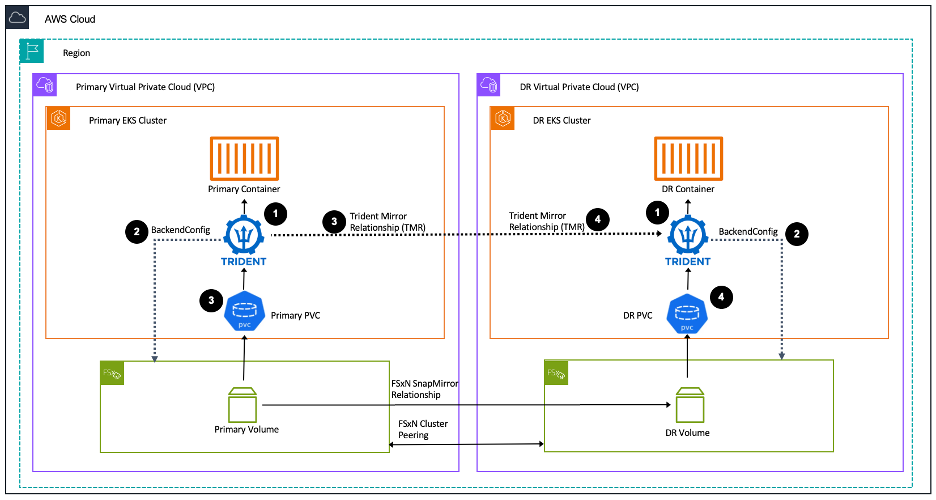 AWS Cloud
Region
Primary Virtual Private Cloud (VPC)
DR Virtual Private Cloud (VPC)
Primary EKS Cluster
DR EKS Cluster
Primary Container
DR Container
1
1
2
BackendConfig
3
Trident Mirror
Relationship (TMR)
Trident Mirror
Relationship (TMR)
4
BackendConfig
2
TRIDENT
TRIDENT
3
Primary PVC
pvc
DR PVC
pvc
4
FSx
FSx
FSxN SnapMirror
Relationship
Primary Volume
DR Volume
FSxN Cluster
Peering